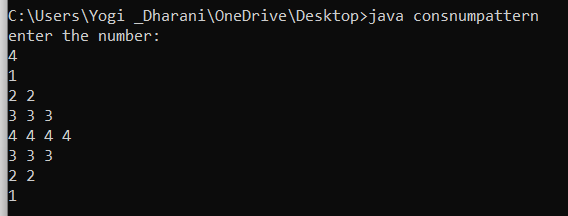 C:\Users\Yogi _Dharani\OneDrive\Desktop>java consnumpattern
enter the number:
4
1
2 2
3 3 3
4 4 4 4
3 3 3
2 2
1